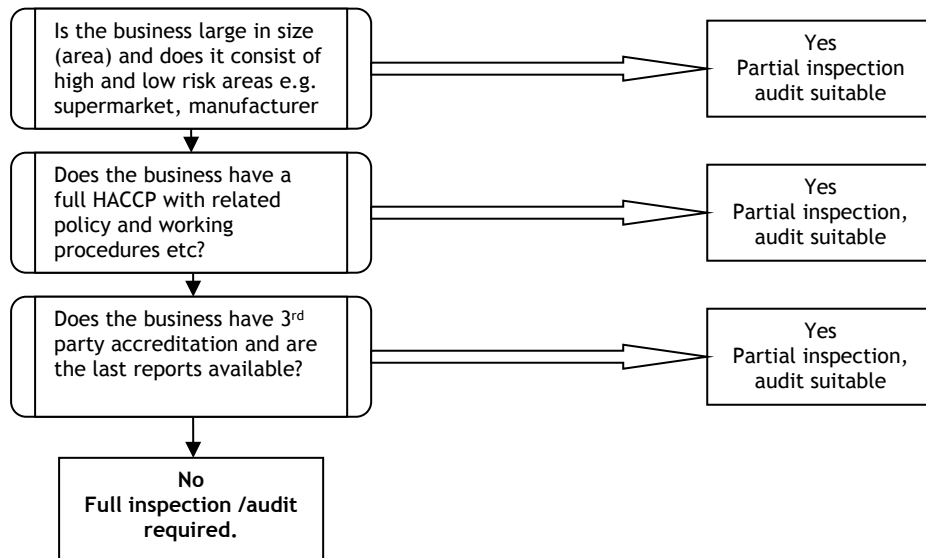 Is the business large in size
(area) and does it consist of
high and low risk areas e.g.
supermarket, manufacturer
Yes
Partial inspection
audit suitable
Does the business have a
full HACCP with related
policy and working
procedures etc?
Yes
Partial inspection,
audit suitable
Does the business have 3rd
party accreditation and are
the last reports available?
Yes
Partial inspection,
audit suitable
No
Full inspection /audit
required.